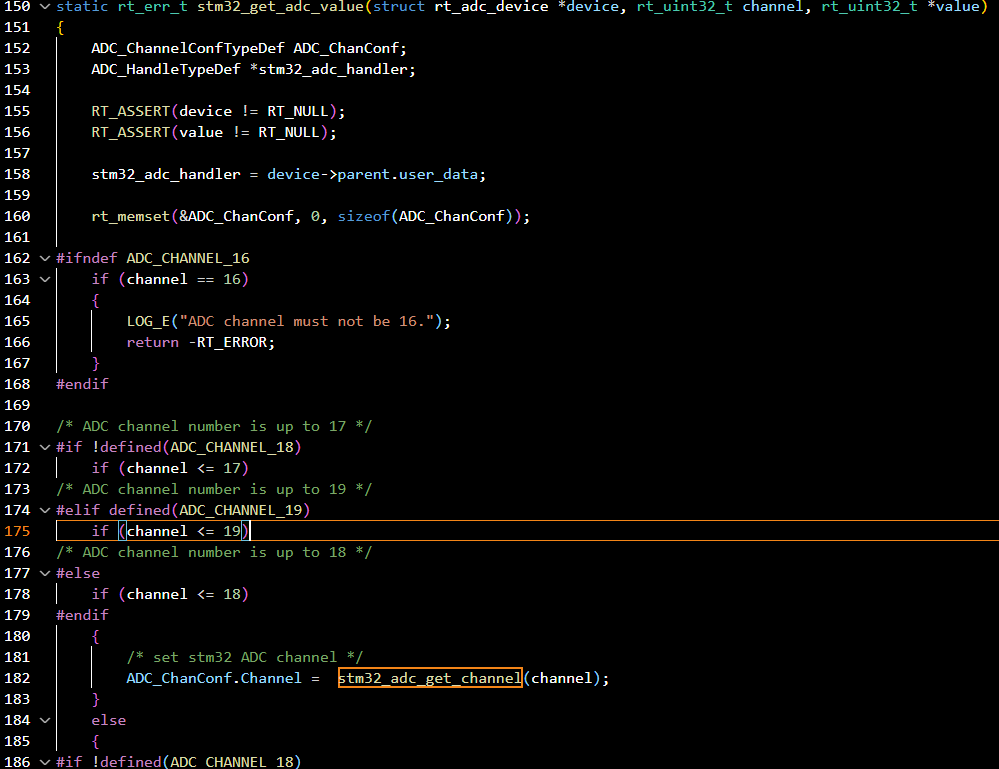 150 static rt_err_t stm32_get_adc_value(struct rt_adc_device *device, rt_uint32_t channel, rt_uint32_t *value)
151 {
152     ADC_ChannelConfTypeDef ADC_ChanConf;
153     ADC_HandleTypeDef *stm32_adc_handler;
154
155     RT_ASSERT(device != RT_NULL);
156     RT_ASSERT(value != RT_NULL);
157
158     stm32_adc_handler = device->parent.user_data;
159
160     rt_memset(&ADC_ChanConf, 0, sizeof(ADC_ChanConf));
161
162 #ifndef ADC_CHANNEL_16
163     if (channel == 16)
164     {
165         LOG_E("ADC channel must not be 16.");
166         return -RT_ERROR;
167     }
168 #endif
169
170 /* ADC channel number is up to 17 */
171 #if !defined(ADC_CHANNEL_18)
172     if (channel <= 17)
173 /* ADC channel number is up to 19 */
174 #elif defined(ADC_CHANNEL_19)
175     if (channel <= 19)
176 /* ADC channel number is up to 18 */
177 #else
178     if (channel <= 18)
179 #endif
180     {
181         /* set stm32 ADC channel */
182         ADC_ChanConf.Channel =  stm32_adc_get_channel(channel);
183     }
184     else
185     {
186 #if !defined(ADC_CHANNEL_18)